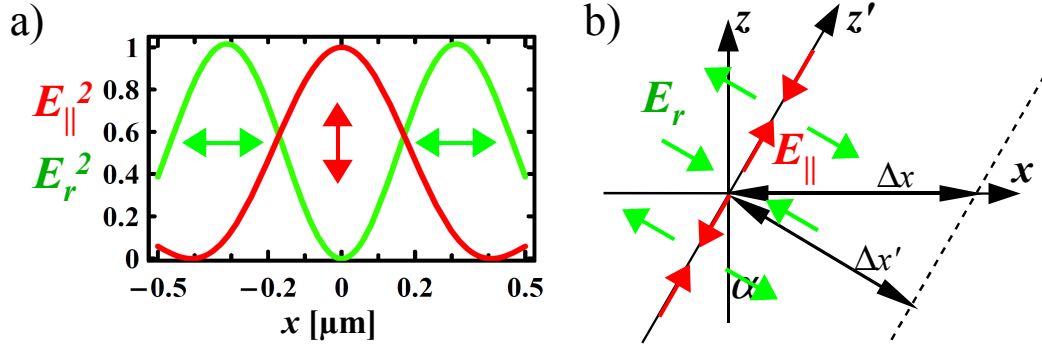 a)
E∥²
Eᵣ²
1
0.8
0.6
0.4
0.2
0
−0.5
−0.2
0
0.2
0.5
x [µm]
b)
z
z'
Eᵣ
E∥
Δx
x
Δx'
α